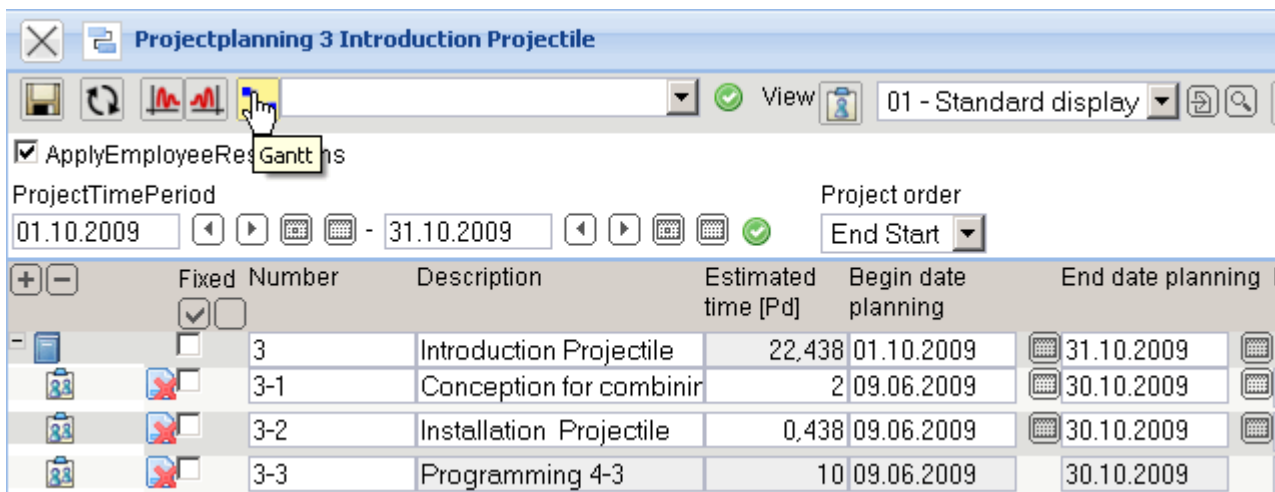 Projectplanning 3 Introduction Projectile
View 01 - Standard display
ApplyEmployeeRes ns
Gantt
ProjectTimePeriod Project order
01.10.2009 - 31.10.2009 End Start
Fixed Number Description Estimated time [Pd] Begin date planning End date planning
3 Introduction Projectile 22,438 01.10.2009 31.10.2009
3-1 Conception for combinin 2 09.06.2009 30.10.2009
3-2 Installation Projectile 0,438 09.06.2009 30.10.2009
3-3 Programming 4-3 10 09.06.2009 30.10.2009